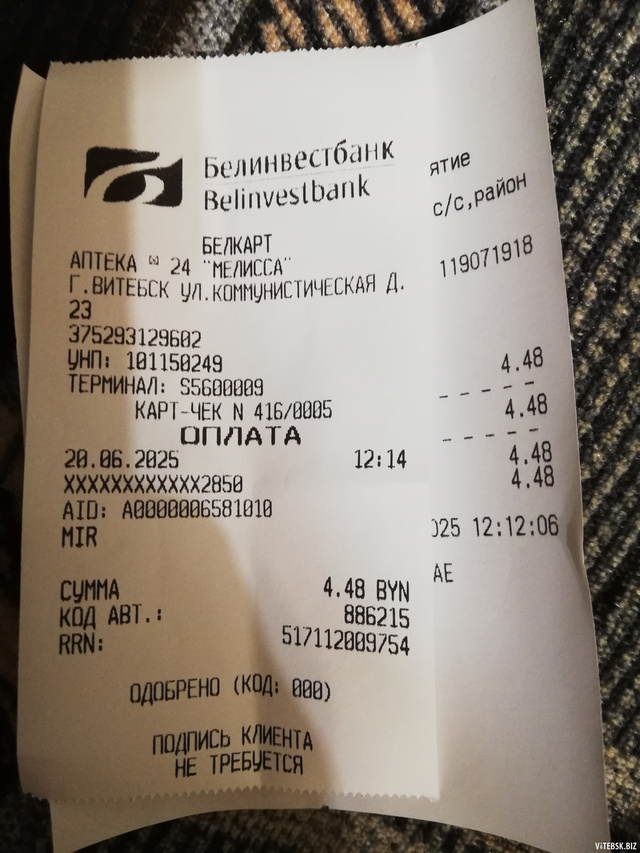 Белинвестбанк
Belinvestbank
БЕЛКАРТ
АПТЕКА № 24 "МЕЛИССА"
Г.ВИТЕБСК УЛ.КОММУНИСТИЧЕСКАЯ Д.
23
375293129602
УНП: 101150249
ТЕРМИНАЛ: S5600009
КАРТ-ЧЕК N 416/0005
ОПЛАТА
20.06.2025 12:14
XXXXXXXXXXXX2850
AID: A0000006581010
MIR
СУММА 4.48 BYN
КОД АВТ.: 886215
RRN: 517112009754
ОДОБРЕНО (КОД: 000)
ПОДПИСЬ КЛИЕНТА
НЕ ТРЕБУЕТСЯ
ятие
с/с,район
119071918
4.48
4.48
4.48
4.48
025 12:12:06
AE
ViTEBSK.BIZ